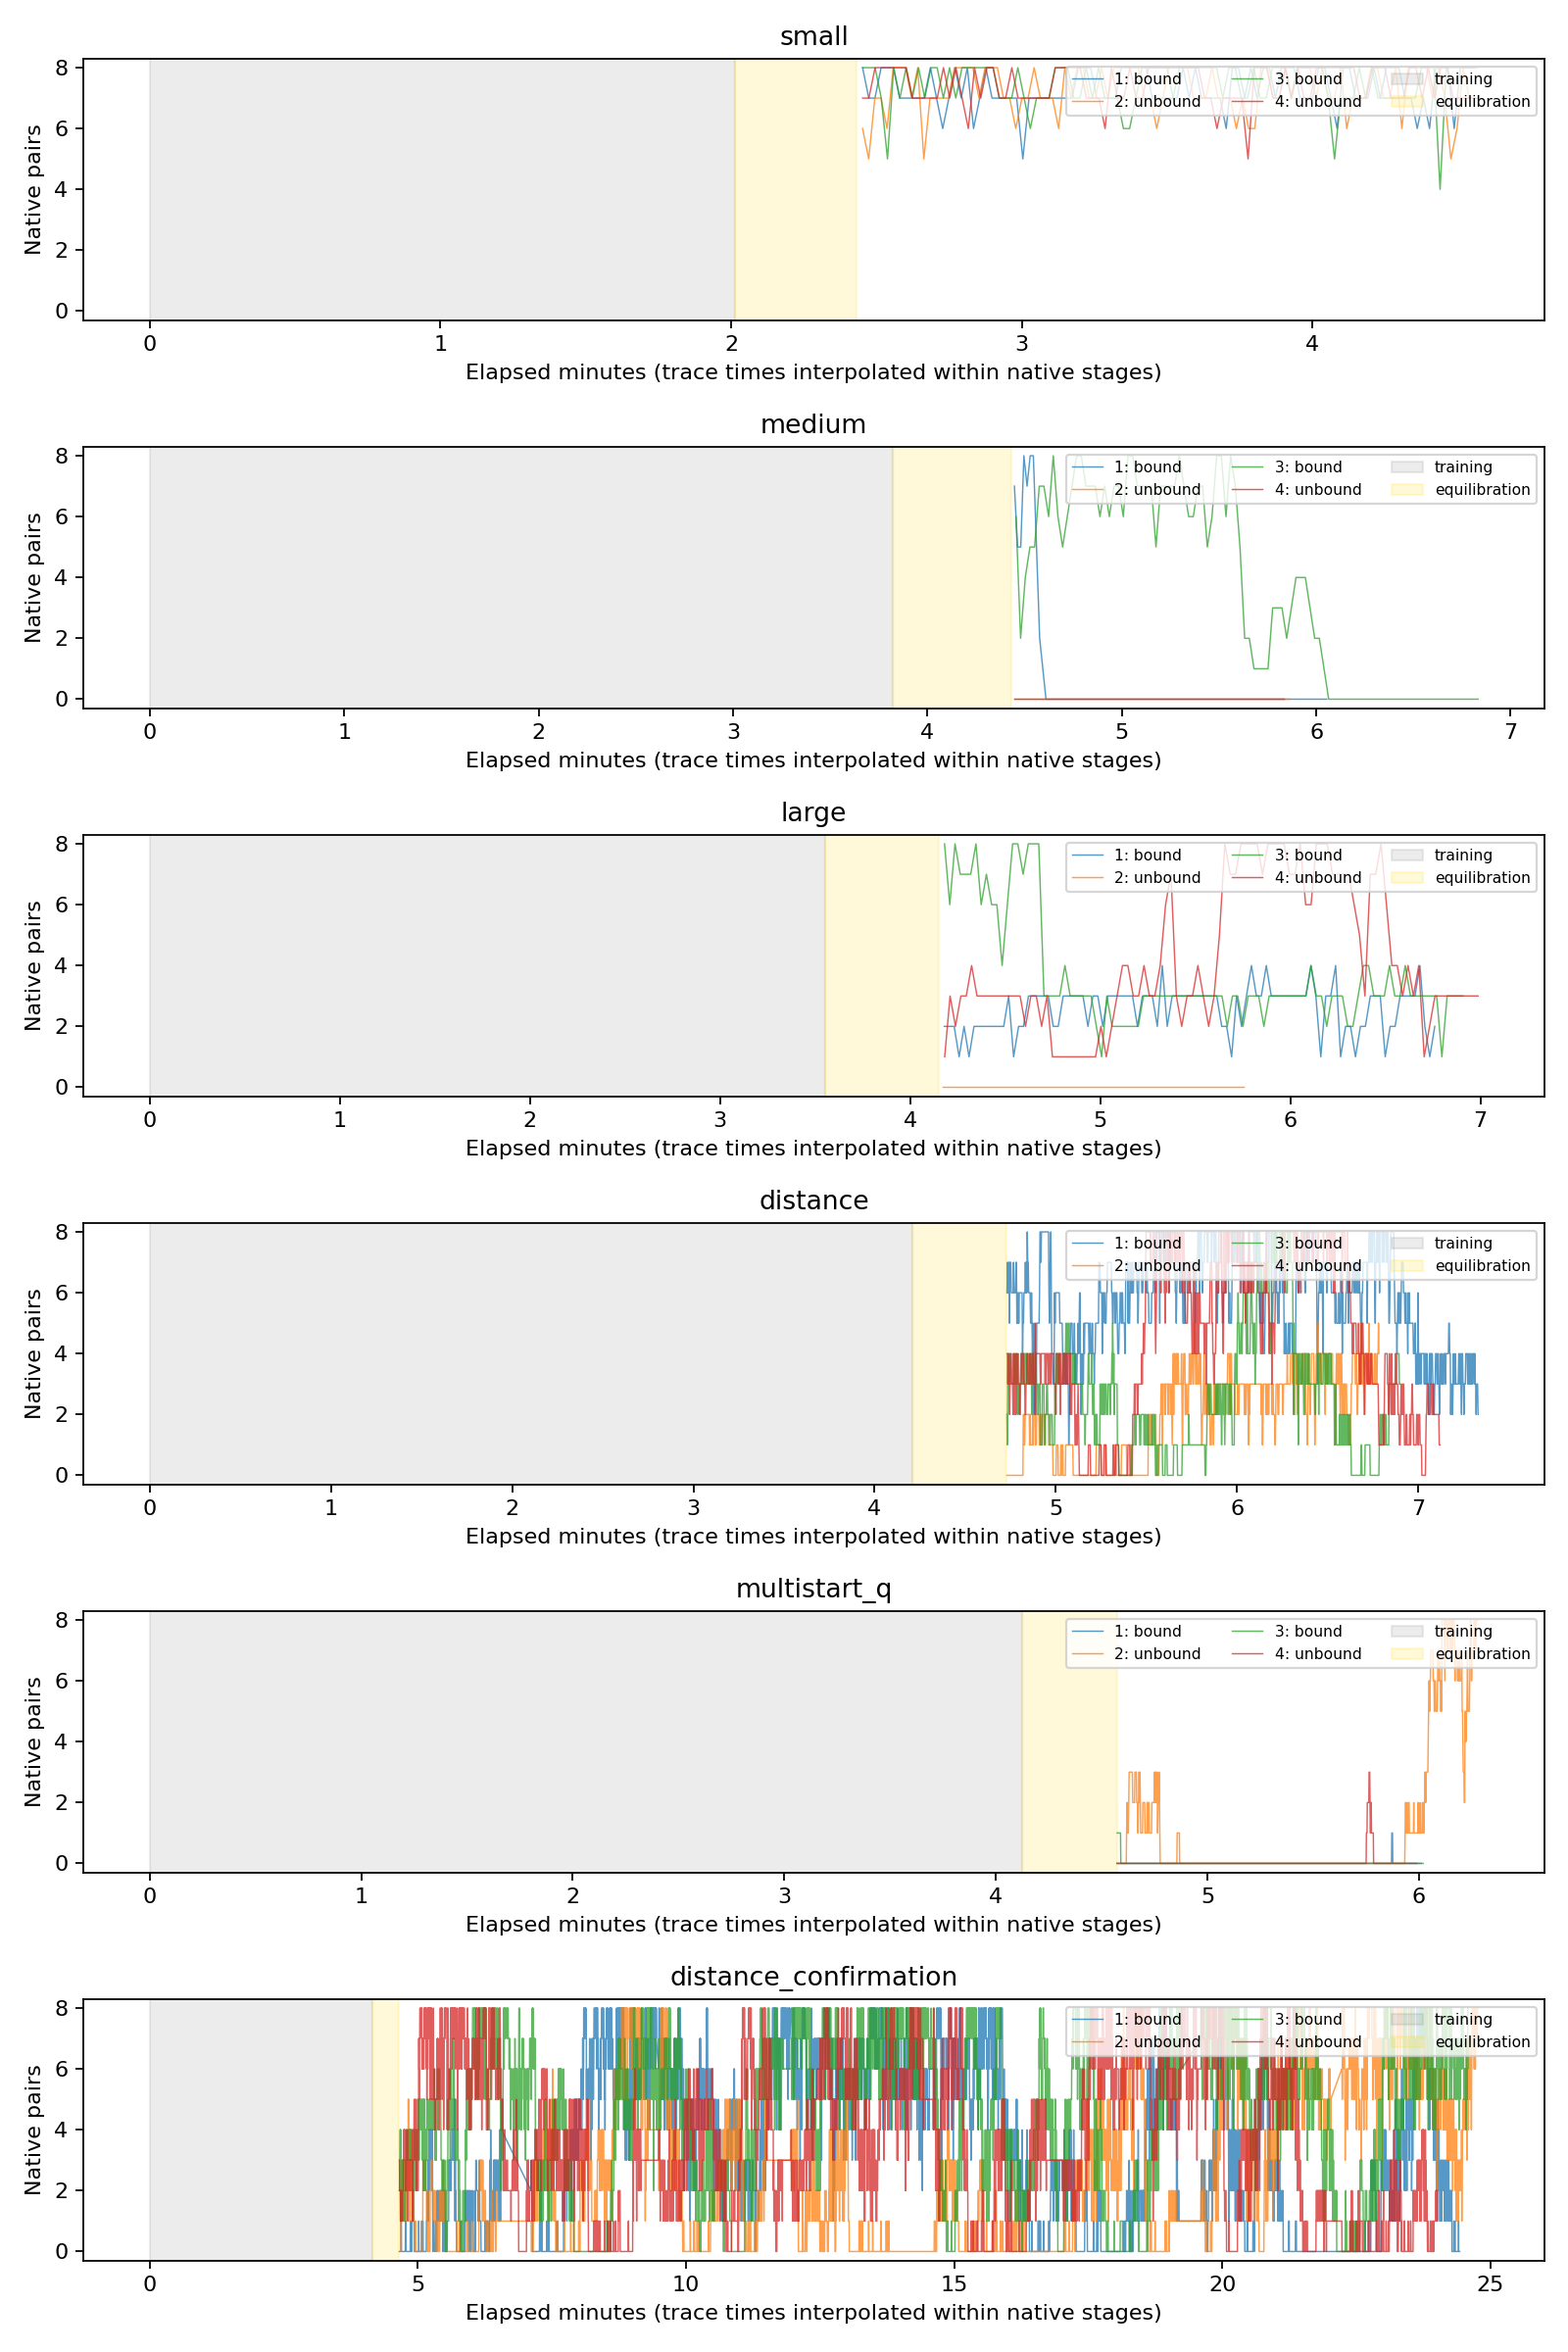 small
8
6
4
2
0
Native pairs
1: bound
2: unbound
3: bound
4: unbound
training
equilibration
0 1 2 3 4
Elapsed minutes (trace times interpolated within native stages)
medium
8
6
4
2
0
Native pairs
1: bound
2: unbound
3: bound
4: unbound
training
equilibration
0 1 2 3 4 5 6 7
Elapsed minutes (trace times interpolated within native stages)
large
8
6
4
2
0
Native pairs
1: bound
2: unbound
3: bound
4: unbound
training
equilibration
0 1 2 3 4 5 6 7
Elapsed minutes (trace times interpolated within native stages)
distance
8
6
4
2
0
Native pairs
1: bound
2: unbound
3: bound
4: unbound
training
equilibration
0 1 2 3 4 5 6 7
Elapsed minutes (trace times interpolated within native stages)
multistart_q
8
6
4
2
0
Native pairs
1: bound
2: unbound
3: bound
4: unbound
training
equilibration
0 1 2 3 4 5 6
Elapsed minutes (trace times interpolated within native stages)
distance_confirmation
8
6
4
2
0
Native pairs
1: bound
2: unbound
3: bound
4: unbound
training
equilibration
0 5 10 15 20 25
Elapsed minutes (trace times interpolated within native stages)